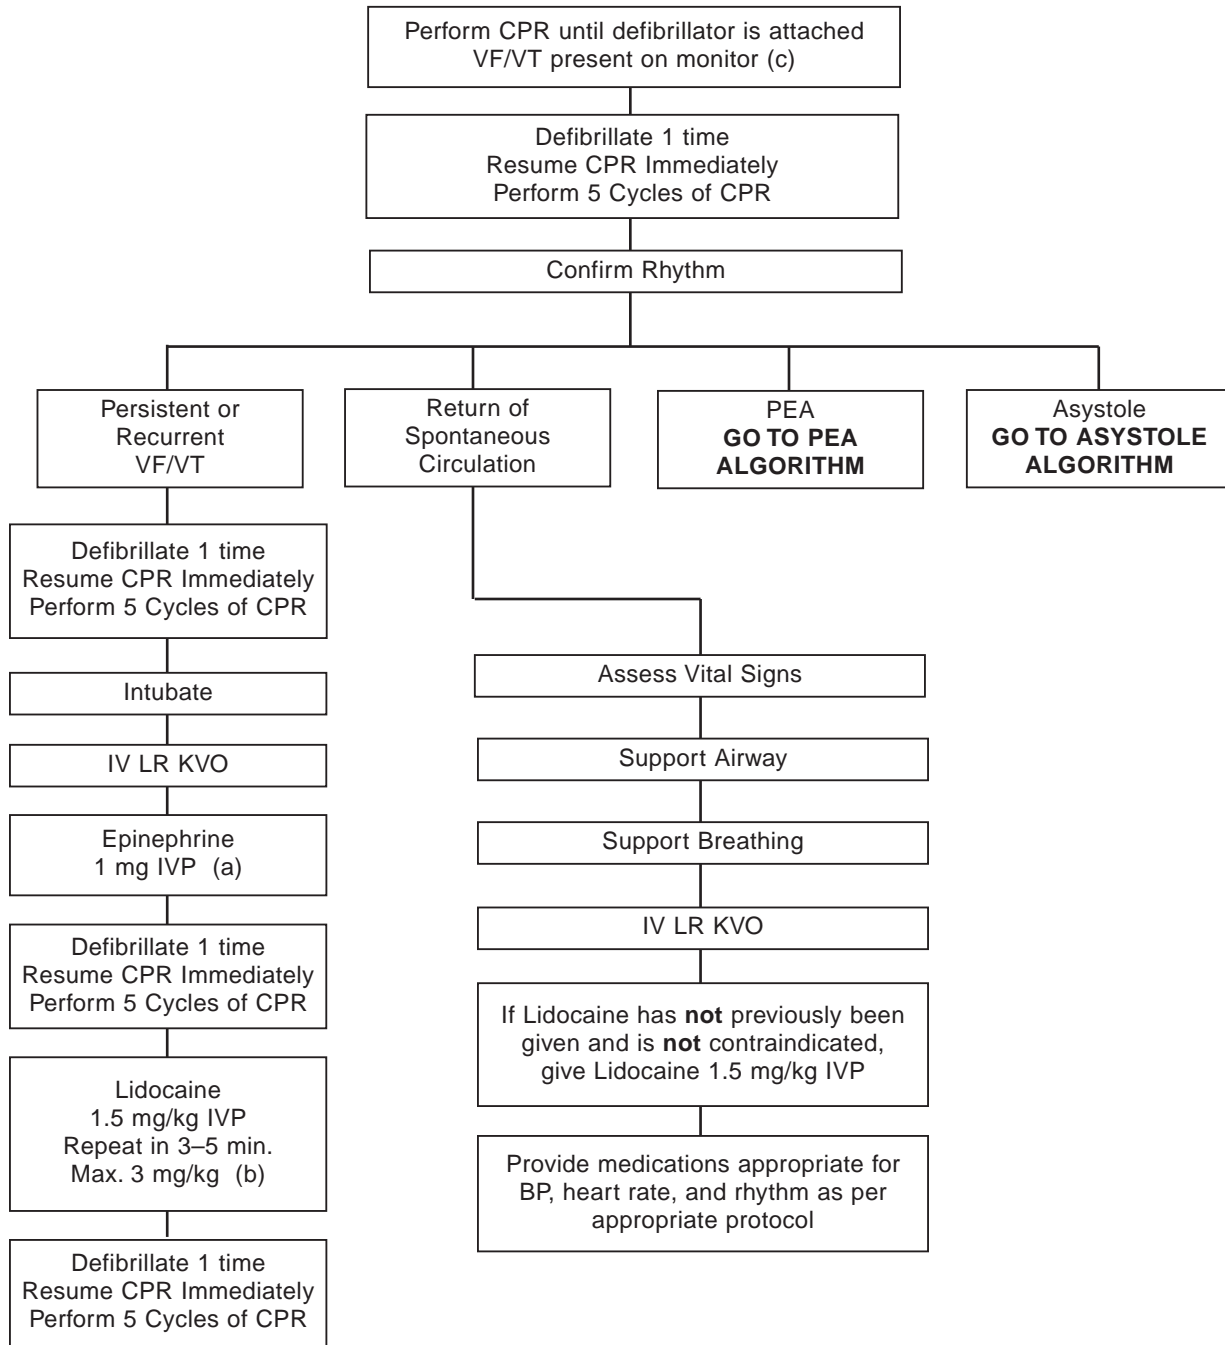 Perform CPR until defibrillator is attached
VF/VT present on monitor (c)
Defibrillate 1 time
Resume CPR Immediately
Perform 5 Cycles of CPR
Confirm Rhythm
Persistent or
Recurrent
VF/VT
Return of
Spontaneous
Circulation
PEA
GO TO PEA
ALGORITHM
Asystole
GO TO ASYSTOLE
ALGORITHM
Defibrillate 1 time
Resume CPR Immediately
Perform 5 Cycles of CPR
Intubate
IV LR KVO
Epinephrine
1 mg IVP (a)
Defibrillate 1 time
Resume CPR Immediately
Perform 5 Cycles of CPR
Lidocaine
1.5 mg/kg IVP
Repeat in 3–5 min.
Max. 3 mg/kg (b)
Defibrillate 1 time
Resume CPR Immediately
Perform 5 Cycles of CPR
Assess Vital Signs
Support Airway
Support Breathing
IV LR KVO
If Lidocaine has not previously been
given and is not contraindicated,
give Lidocaine 1.5 mg/kg IVP
Provide medications appropriate for
BP, heart rate, and rhythm as per
appropriate protocol